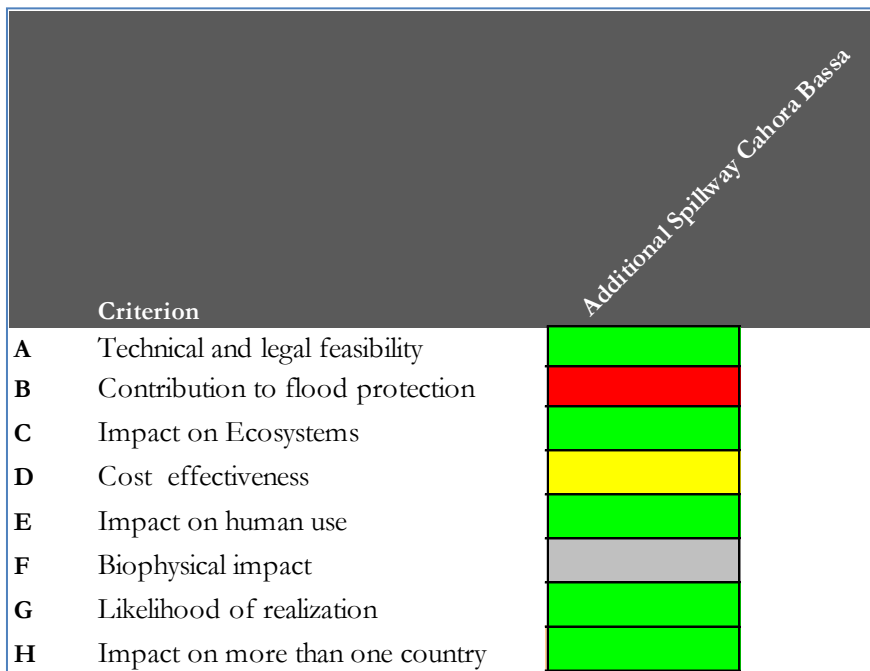 Additional Spillway Cahora Bassa
Criterion
A Technical and legal feasibility
B Contribution to flood protection
C Impact on Ecosystems
D Cost effectiveness
E Impact on human use
F Biophysical impact
G Likelihood of realization
H Impact on more than one country